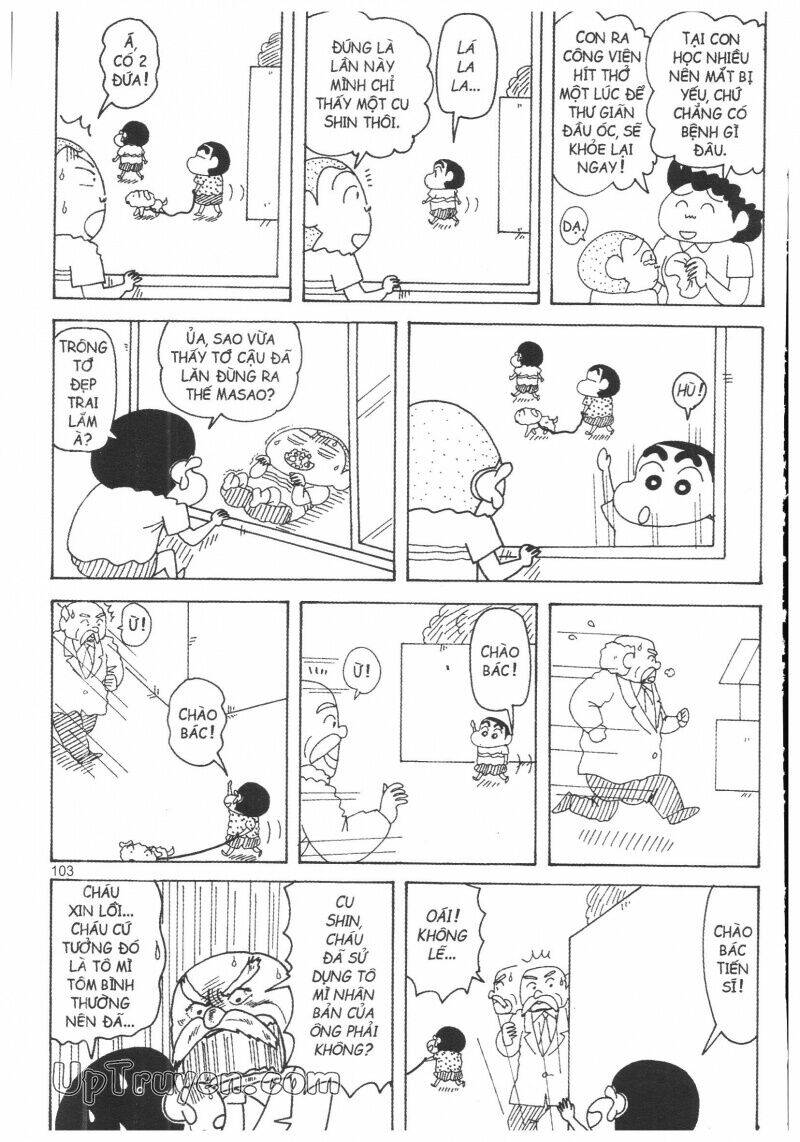 TẠI CON
HỌC NHIỀU
NÊN MẮT BỊ
YẾU, CHỨ
CHẲNG CÓ
BỆNH GÌ
ĐÂU.
CON RA
CÔNG VIÊN
HÍT THỞ
MỘT LÚC ĐỂ
THƯ GIÃN
ĐẦU ÓC, SẼ
KHỎE LẠI
NGAY!
DẠ.
LÁ
LA
LA...
ĐÚNG LÀ
LẦN NÀY
MÌNH CHỈ
THẤY MỘT CU
SHIN THÔI.
Á,
CÓ 2
ĐỨA!
HÙ!
ỦA, SAO VỪA
THẤY TỚ CẬU ĐÃ
LĂN ĐÙNG RA
THẾ MASAO?
TRÔNG
TỚ
ĐẸP
TRAI
LẮM
À?
CHÀO
BÁC!
Ừ!
CHÀO
BÁC!
Ừ!
103
CHÀO
BÁC
TIẾN
SĨ!
OÁI!
KHÔNG
LẼ...
CU
SHIN,
CHÁU
ĐÃ SỬ
DỤNG TÔ
MÌ NHÂN
BẢN CỦA
ÔNG PHẢI
KHÔNG?
CHÁU
XIN LỖI...
CHÁU CỨ
TƯỞNG ĐÓ
LÀ TÔ MÌ
TÔM BÌNH
THƯỜNG
NÊN ĐÃ...
UpTruyen.com